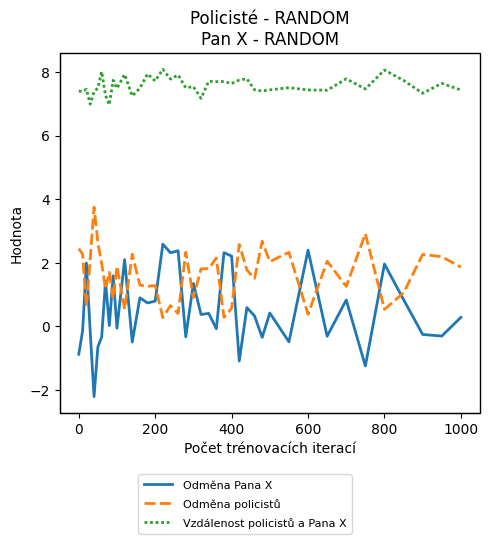 Policisté - RANDOM
Pan X - RANDOM
8
6
4
2
0
−2
Hodnota
0 200 400 600 800 1000
Počet trénovacích iterací
Odměna Pana X
Odměna policistů
Vzdálenost policistů a Pana X